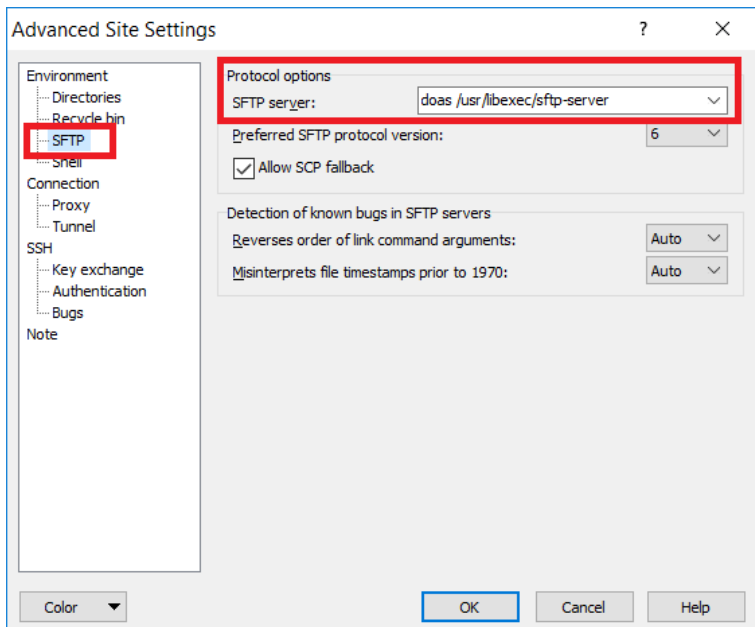 Advanced Site Settings ? ×
Environment
Directories
Recycle bin
SFTP
Shell
Connection
Proxy
Tunnel
SSH
Key exchange
Authentication
Bugs
Note
Protocol options
SFTP server: doas /usr/libexec/sftp-server
Preferred SFTP protocol version: 6
Allow SCP fallback
Detection of known bugs in SFTP servers
Reverses order of link command arguments: Auto
Misinterprets file timestamps prior to 1970: Auto
Color OK Cancel Help